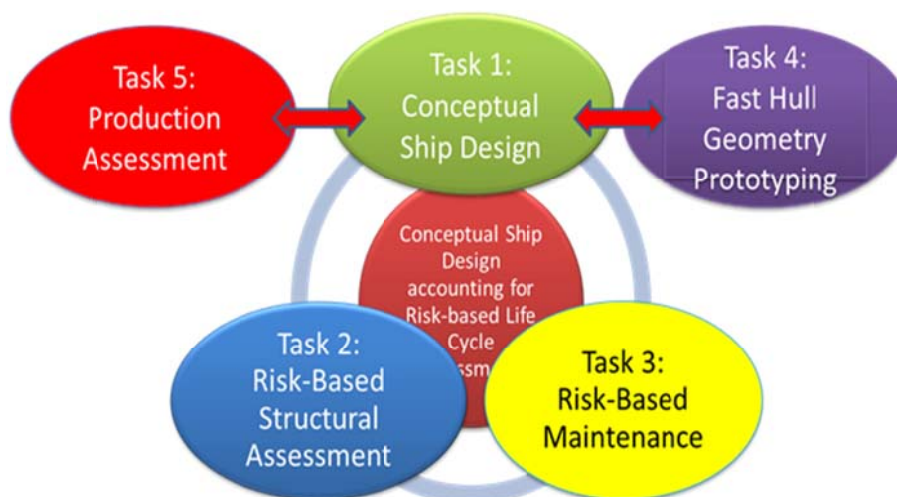 Task 5:
Production
Assessment
Task 1:
Conceptual
Ship Design
Task 4:
Fast Hull
Geometry
Prototyping
Conceptual Ship
Design
accounting for
Risk-based Life
Cycle
Task 2:
Risk-Based
Structural
Assessment
Task 3:
Risk-Based
Maintenance